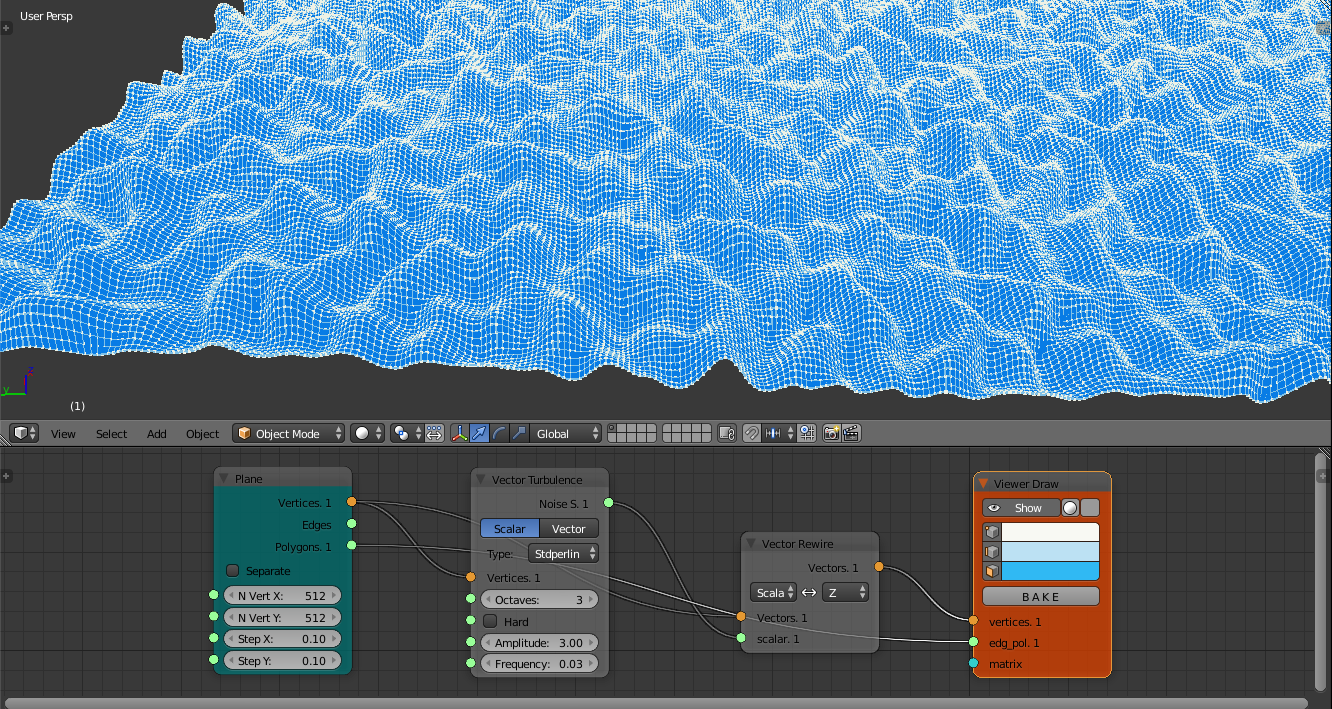 User Persp
z
y
(1)
View Select Add Object Object Mode Global
Plane
Vertices. 1
Edges
Polygons. 1
Separate
N Vert X: 512
N Vert Y: 512
Step X: 0.10
Step Y: 0.10
Vector Turbulence
Noise S. 1
Scalar Vector
Type: Stdperlin
Vertices. 1
Octaves: 3
Hard
Amplitude: 3.00
Frequency: 0.03
Vector Rewire
Vectors. 1
Scala Z
Vectors. 1
scalar. 1
Viewer Draw
Show
BAKE
vertices. 1
edg_pol. 1
matrix